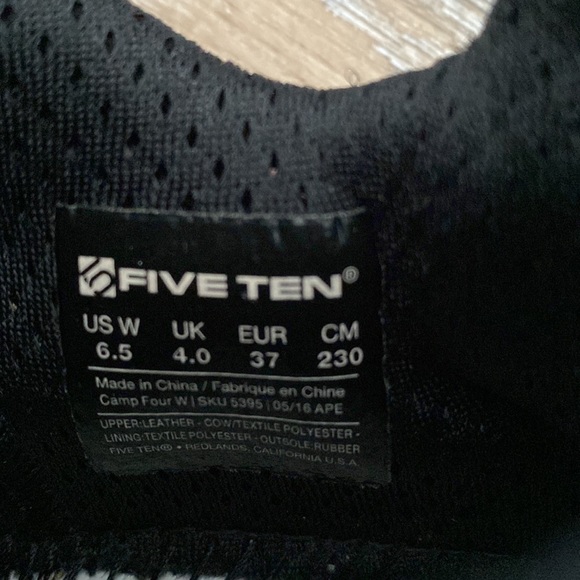 FIVE TEN®
US W UK EUR CM
6.5 4.0 37 230
Made in China / Fabrique en Chine
Camp Four W | SKU 5395 | 05/16 APE
UPPER:LEATHER - COW/TEXTILE POLYESTER -
LINING:TEXTILE POLYESTER - OUTSOLE:RUBBER
FIVE TEN® • REDLANDS, CALIFORNIA U.S.A